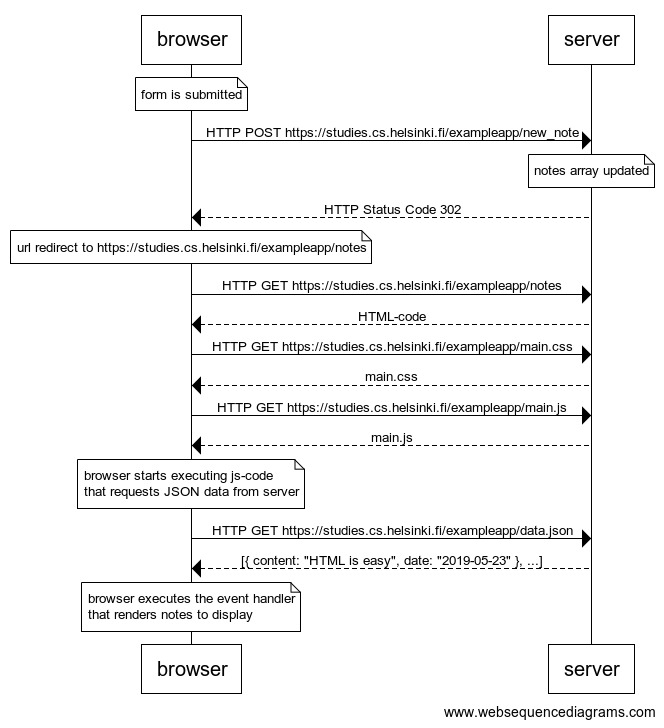 browser
server
form is submitted
HTTP POST https://studies.cs.helsinki.fi/exampleapp/new_note
notes array updated
HTTP Status Code 302
url redirect to https://studies.cs.helsinki.fi/exampleapp/notes
HTTP GET https://studies.cs.helsinki.fi/exampleapp/notes
HTML-code
HTTP GET https://studies.cs.helsinki.fi/exampleapp/main.css
main.css
HTTP GET https://studies.cs.helsinki.fi/exampleapp/main.js
main.js
browser starts executing js-code
that requests JSON data from server
HTTP GET https://studies.cs.helsinki.fi/exampleapp/data.json
[{ content: "HTML is easy", date: "2019-05-23" }, ...]
browser executes the event handler
that renders notes to display
browser
server
www.websequencediagrams.com